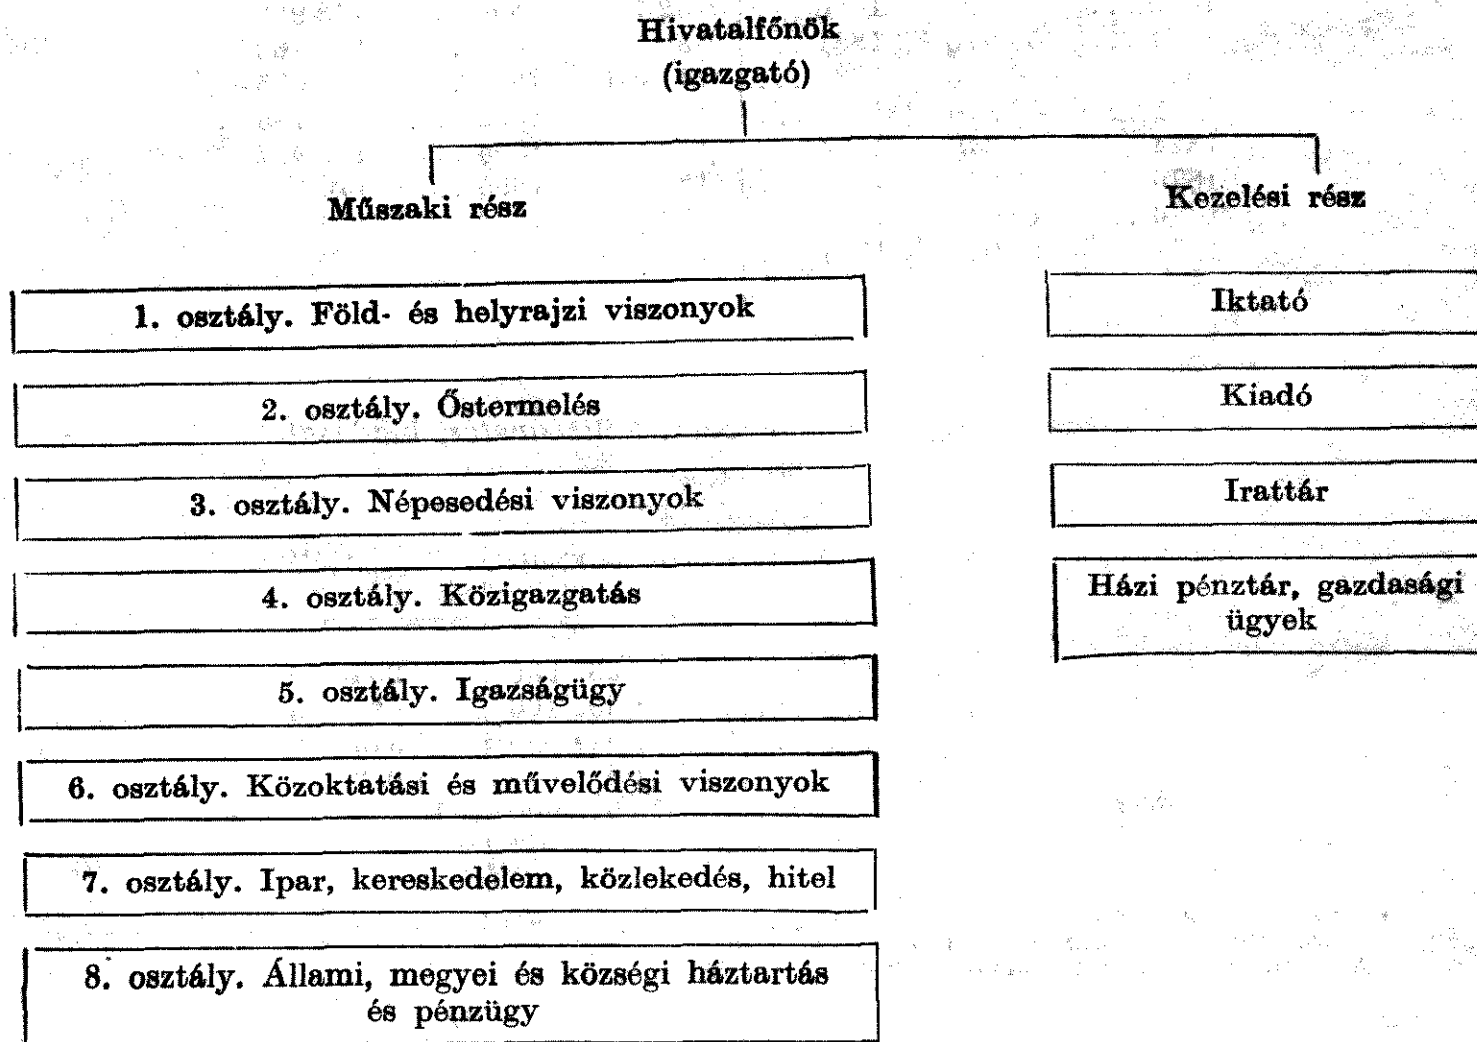 Hivatalfőnök
(igazgató)
Műszaki rész
Kezelési rész
1. osztály. Föld- és helyrajzi viszonyok
2. osztály. Őstermelés
3. osztály. Népesedési viszonyok
4. osztály. Közigazgatás
5. osztály. Igazságügy
6. osztály. Közoktatási és művelődési viszonyok
7. osztály. Ipar, kereskedelem, közlekedés, hitel
8. osztály. Állami, megyei és községi háztartás
és pénzügy
Iktató
Kiadó
Irattár
Házi pénztár, gazdasági
ügyek